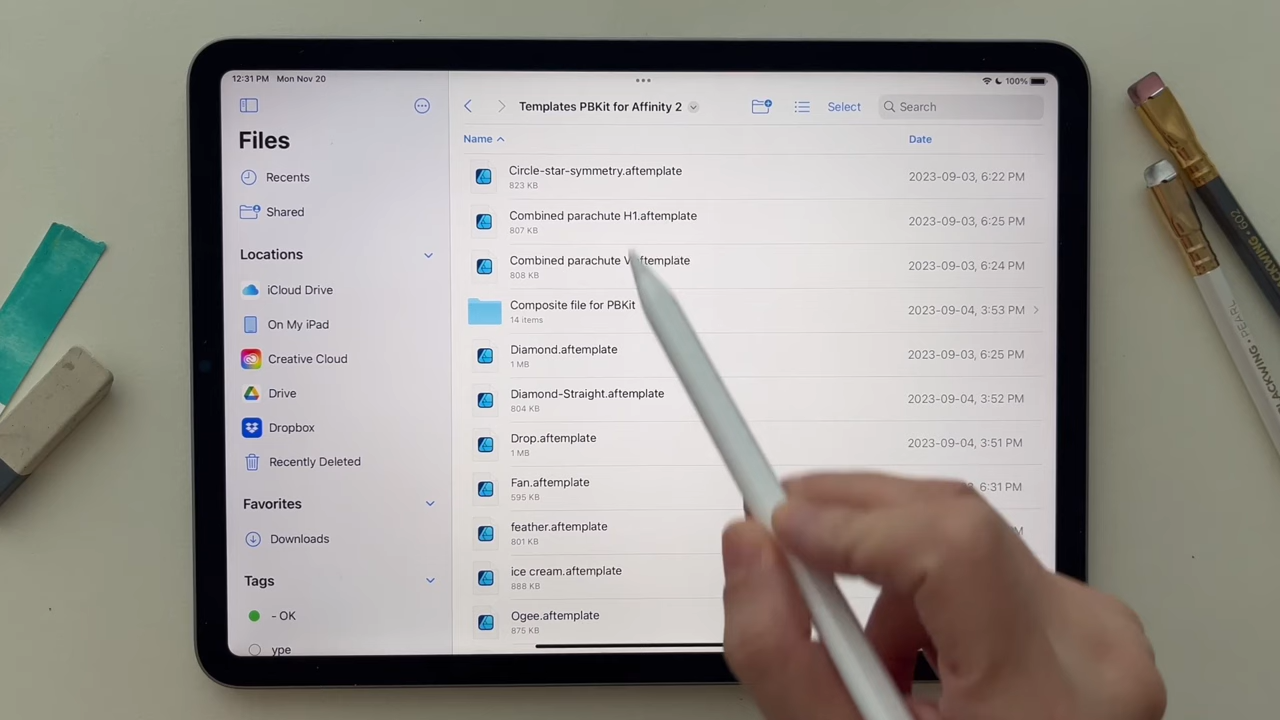 12:31 PM Mon Nov 20
100%
Files
Recents
Shared
Locations
iCloud Drive
On My iPad
Creative Cloud
Drive
Dropbox
Recently Deleted
Favorites
Downloads
Tags
- OK
ype
Templates PBKit for Affinity 2
Select
Search
Name
Date
Circle-star-symmetry.aftemplate
823 KB
2023-09-03, 6:22 PM
Combined parachute H1.aftemplate
807 KB
2023-09-03, 6:25 PM
Combined parachute V ftemplate
808 KB
2023-09-03, 6:24 PM
Composite file for PBKit
14 items
2023-09-04, 3:53 PM
Diamond.aftemplate
1 MB
2023-09-03, 6:25 PM
Diamond-Straight.aftemplate
804 KB
2023-09-04, 3:52 PM
Drop.aftemplate
1 MB
2023-09-04, 3:51 PM
Fan.aftemplate
595 KB
3, 6:31 PM
feather.aftemplate
801 KB
ice cream.aftemplate
888 KB
Ogee.aftemplate
875 KB
BLACKWING 602
BLACKWING PEARL